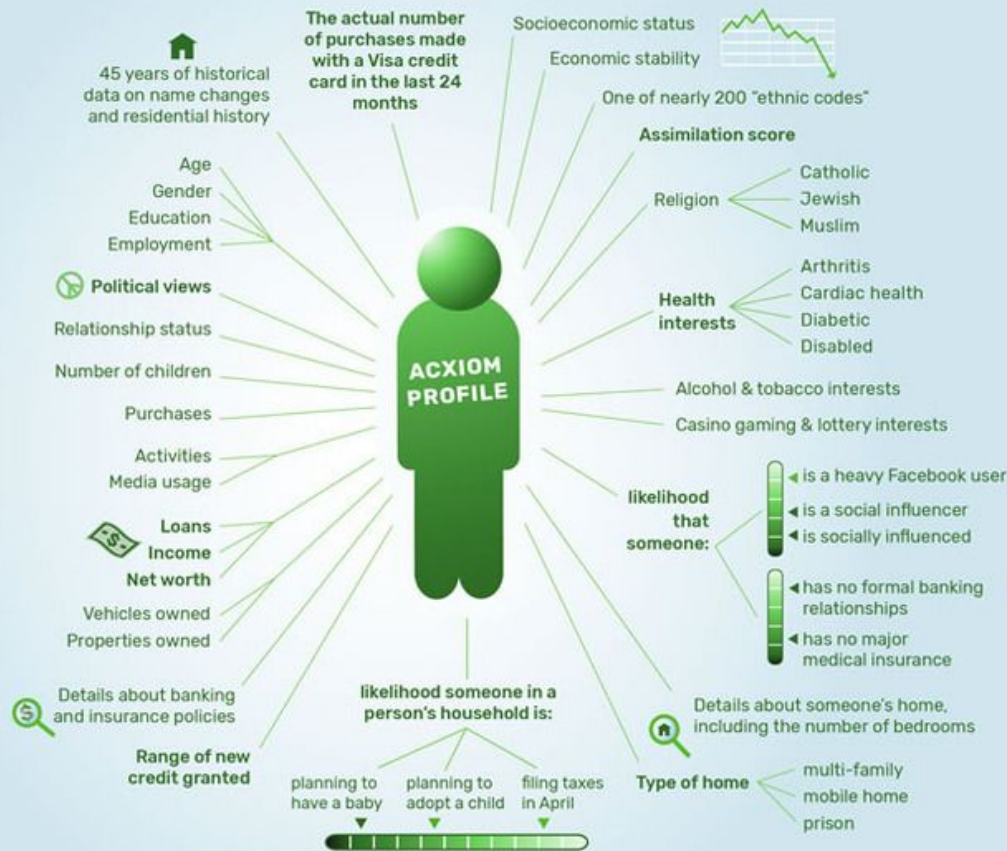 45 years of historical
data on name changes
and residential history
The actual number
of purchases made
with a Visa credit
card in the last 24
months
Socioeconomic status
Economic stability
One of nearly 200 "ethnic codes"
Assimilation score
Religion
Catholic
Jewish
Muslim
Health
interests
Arthritis
Cardiac health
Diabetic
Disabled
Alcohol & tobacco interests
Casino gaming & lottery interests
likelihood
that
someone:
is a heavy Facebook user
is a social influencer
is socially influenced
has no formal banking
relationships
has no major
medical insurance
Details about someone's home,
including the number of bedrooms
Type of home
multi-family
mobile home
prison
Age
Gender
Education
Employment
Political views
Relationship status
Number of children
Purchases
Activities
Media usage
$
Loans
Income
Net worth
Vehicles owned
Properties owned
$
Details about banking
and insurance policies
Range of new
credit granted
ACXIOM
PROFILE
likelihood someone in a
person's household is:
planning to
have a baby
planning to
adopt a child
filing taxes
in April